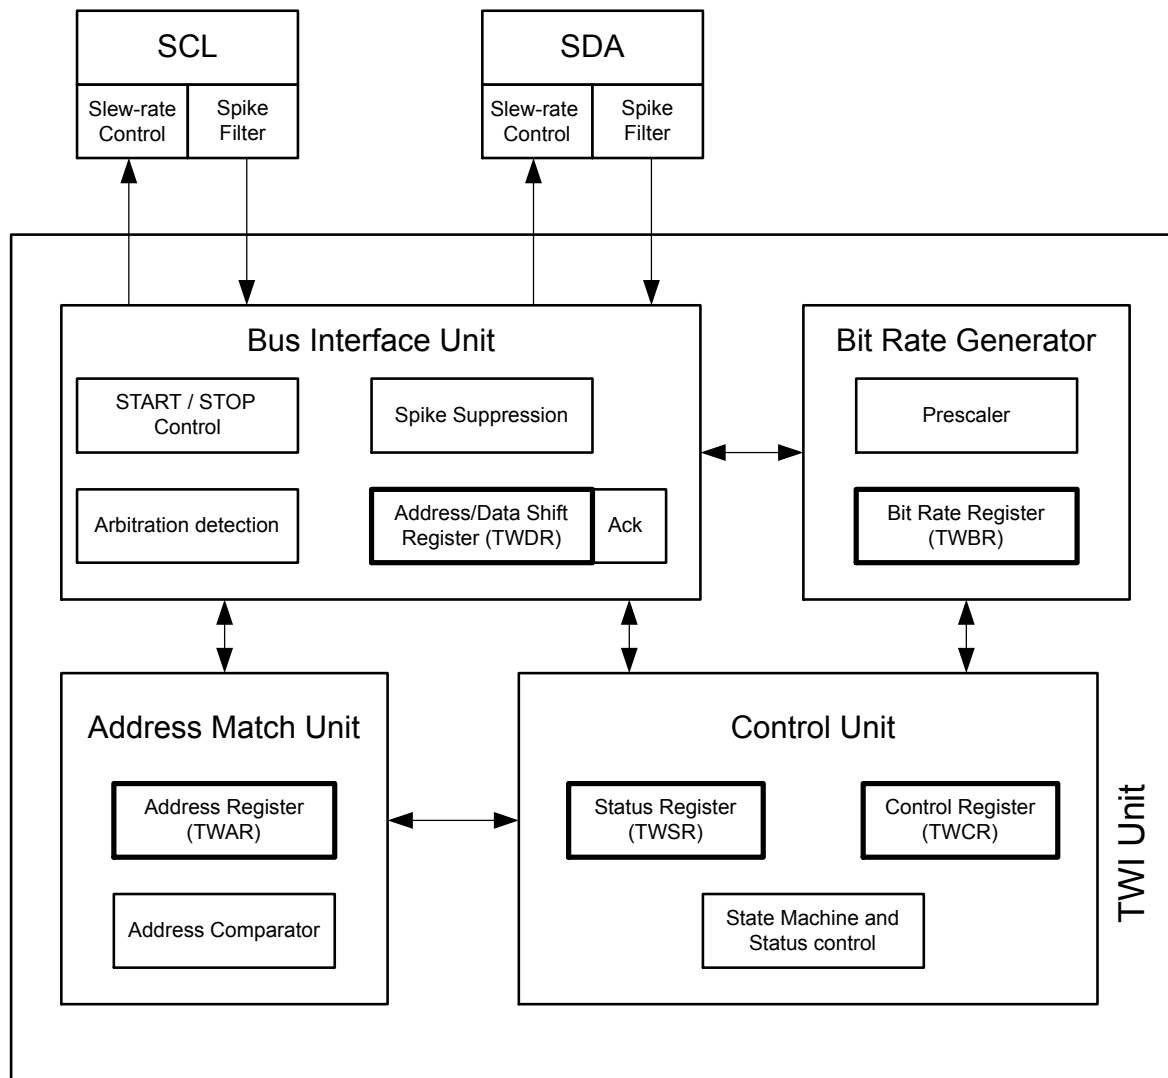 SCL
Slew-rate
Control
Spike
Filter
SDA
Slew-rate
Control
Spike
Filter
Bus Interface Unit
START / STOP
Control
Spike Suppression
Arbitration detection
Address/Data Shift
Register (TWDR)
Ack
Bit Rate Generator
Prescaler
Bit Rate Register
(TWBR)
Address Match Unit
Address Register
(TWAR)
Address Comparator
Control Unit
Status Register
(TWSR)
Control Register
(TWCR)
State Machine and
Status control
TWI Unit